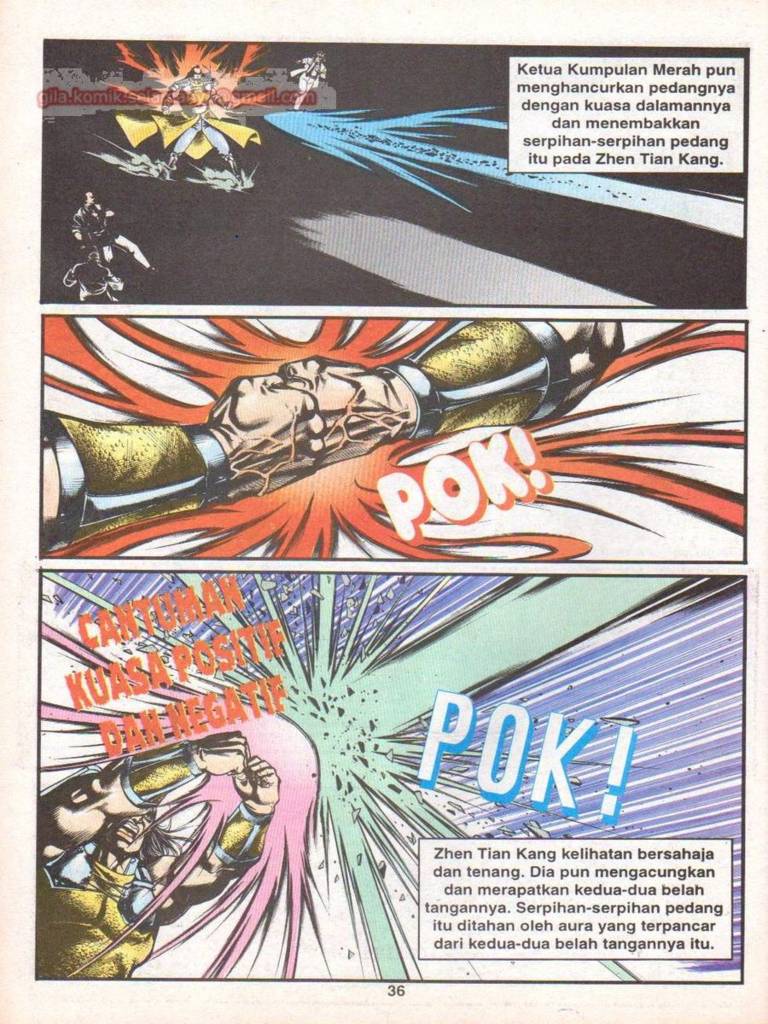 Ketua Kumpulan Merah pun
menghancurkan pedangnya
dengan kuasa dalamannya
dan menembakkan
serpihan-serpihan pedang
itu pada Zhen Tian Kang.
POK!
CANTUMAN
KUASA POSITIF
DAN NEGATIF
POK!
Zhen Tian Kang kelihatan bersahaja
dan tenang. Dia pun mengacungkan
dan merapatkan kedua-dua belah
tangannya. Serpihan-serpihan pedang
itu ditahan oleh aura yang terpancar
dari kedua-dua belah tangannya itu.
36